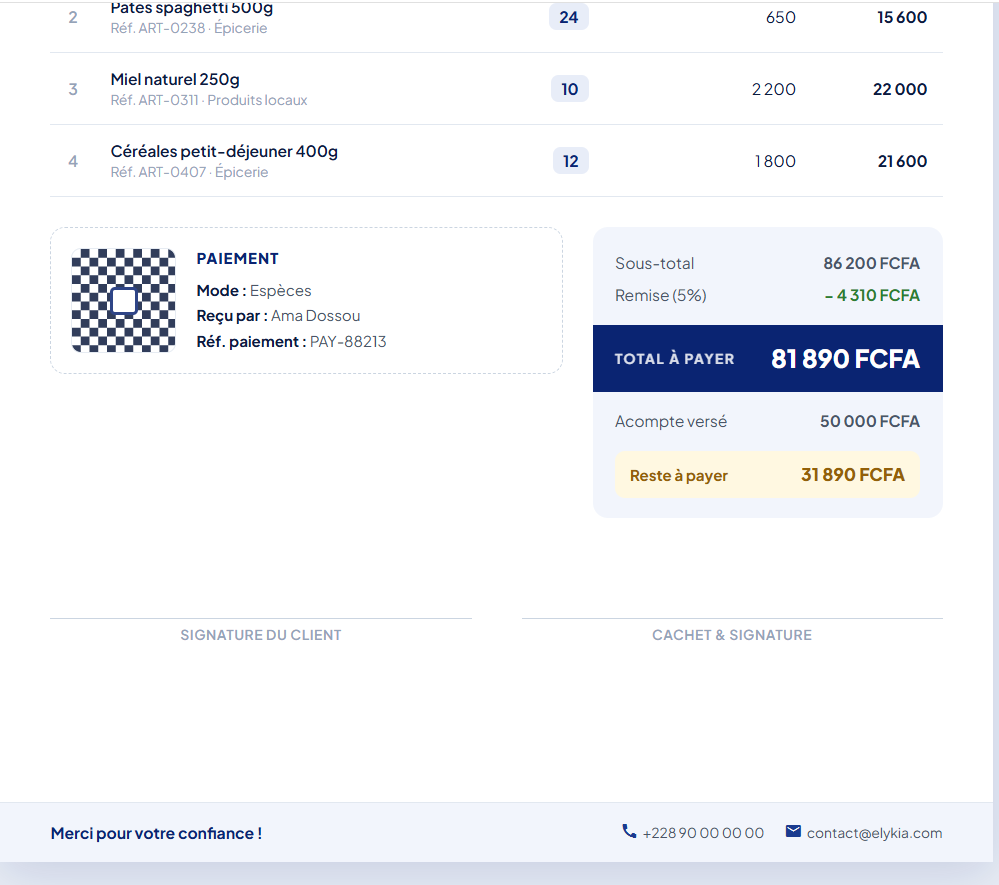 2 Pâtes spaghetti 500g 24 650 15 600
Réf. ART-0238 · Épicerie
3 Miel naturel 250g 10 2 200 22 000
Réf. ART-0311 · Produits locaux
4 Céréales petit-déjeuner 400g 12 1 800 21 600
Réf. ART-0407 · Épicerie
PAIEMENT
Mode : Espèces
Reçu par : Ama Dossou
Réf. paiement : PAY-88213
Sous-total 86 200 FCFA
Remise (5%) – 4 310 FCFA
TOTAL À PAYER 81 890 FCFA
Acompte versé 50 000 FCFA
Reste à payer 31 890 FCFA
SIGNATURE DU CLIENT
CACHET & SIGNATURE
Merci pour votre confiance !
+228 90 00 00 00 contact@elykia.com